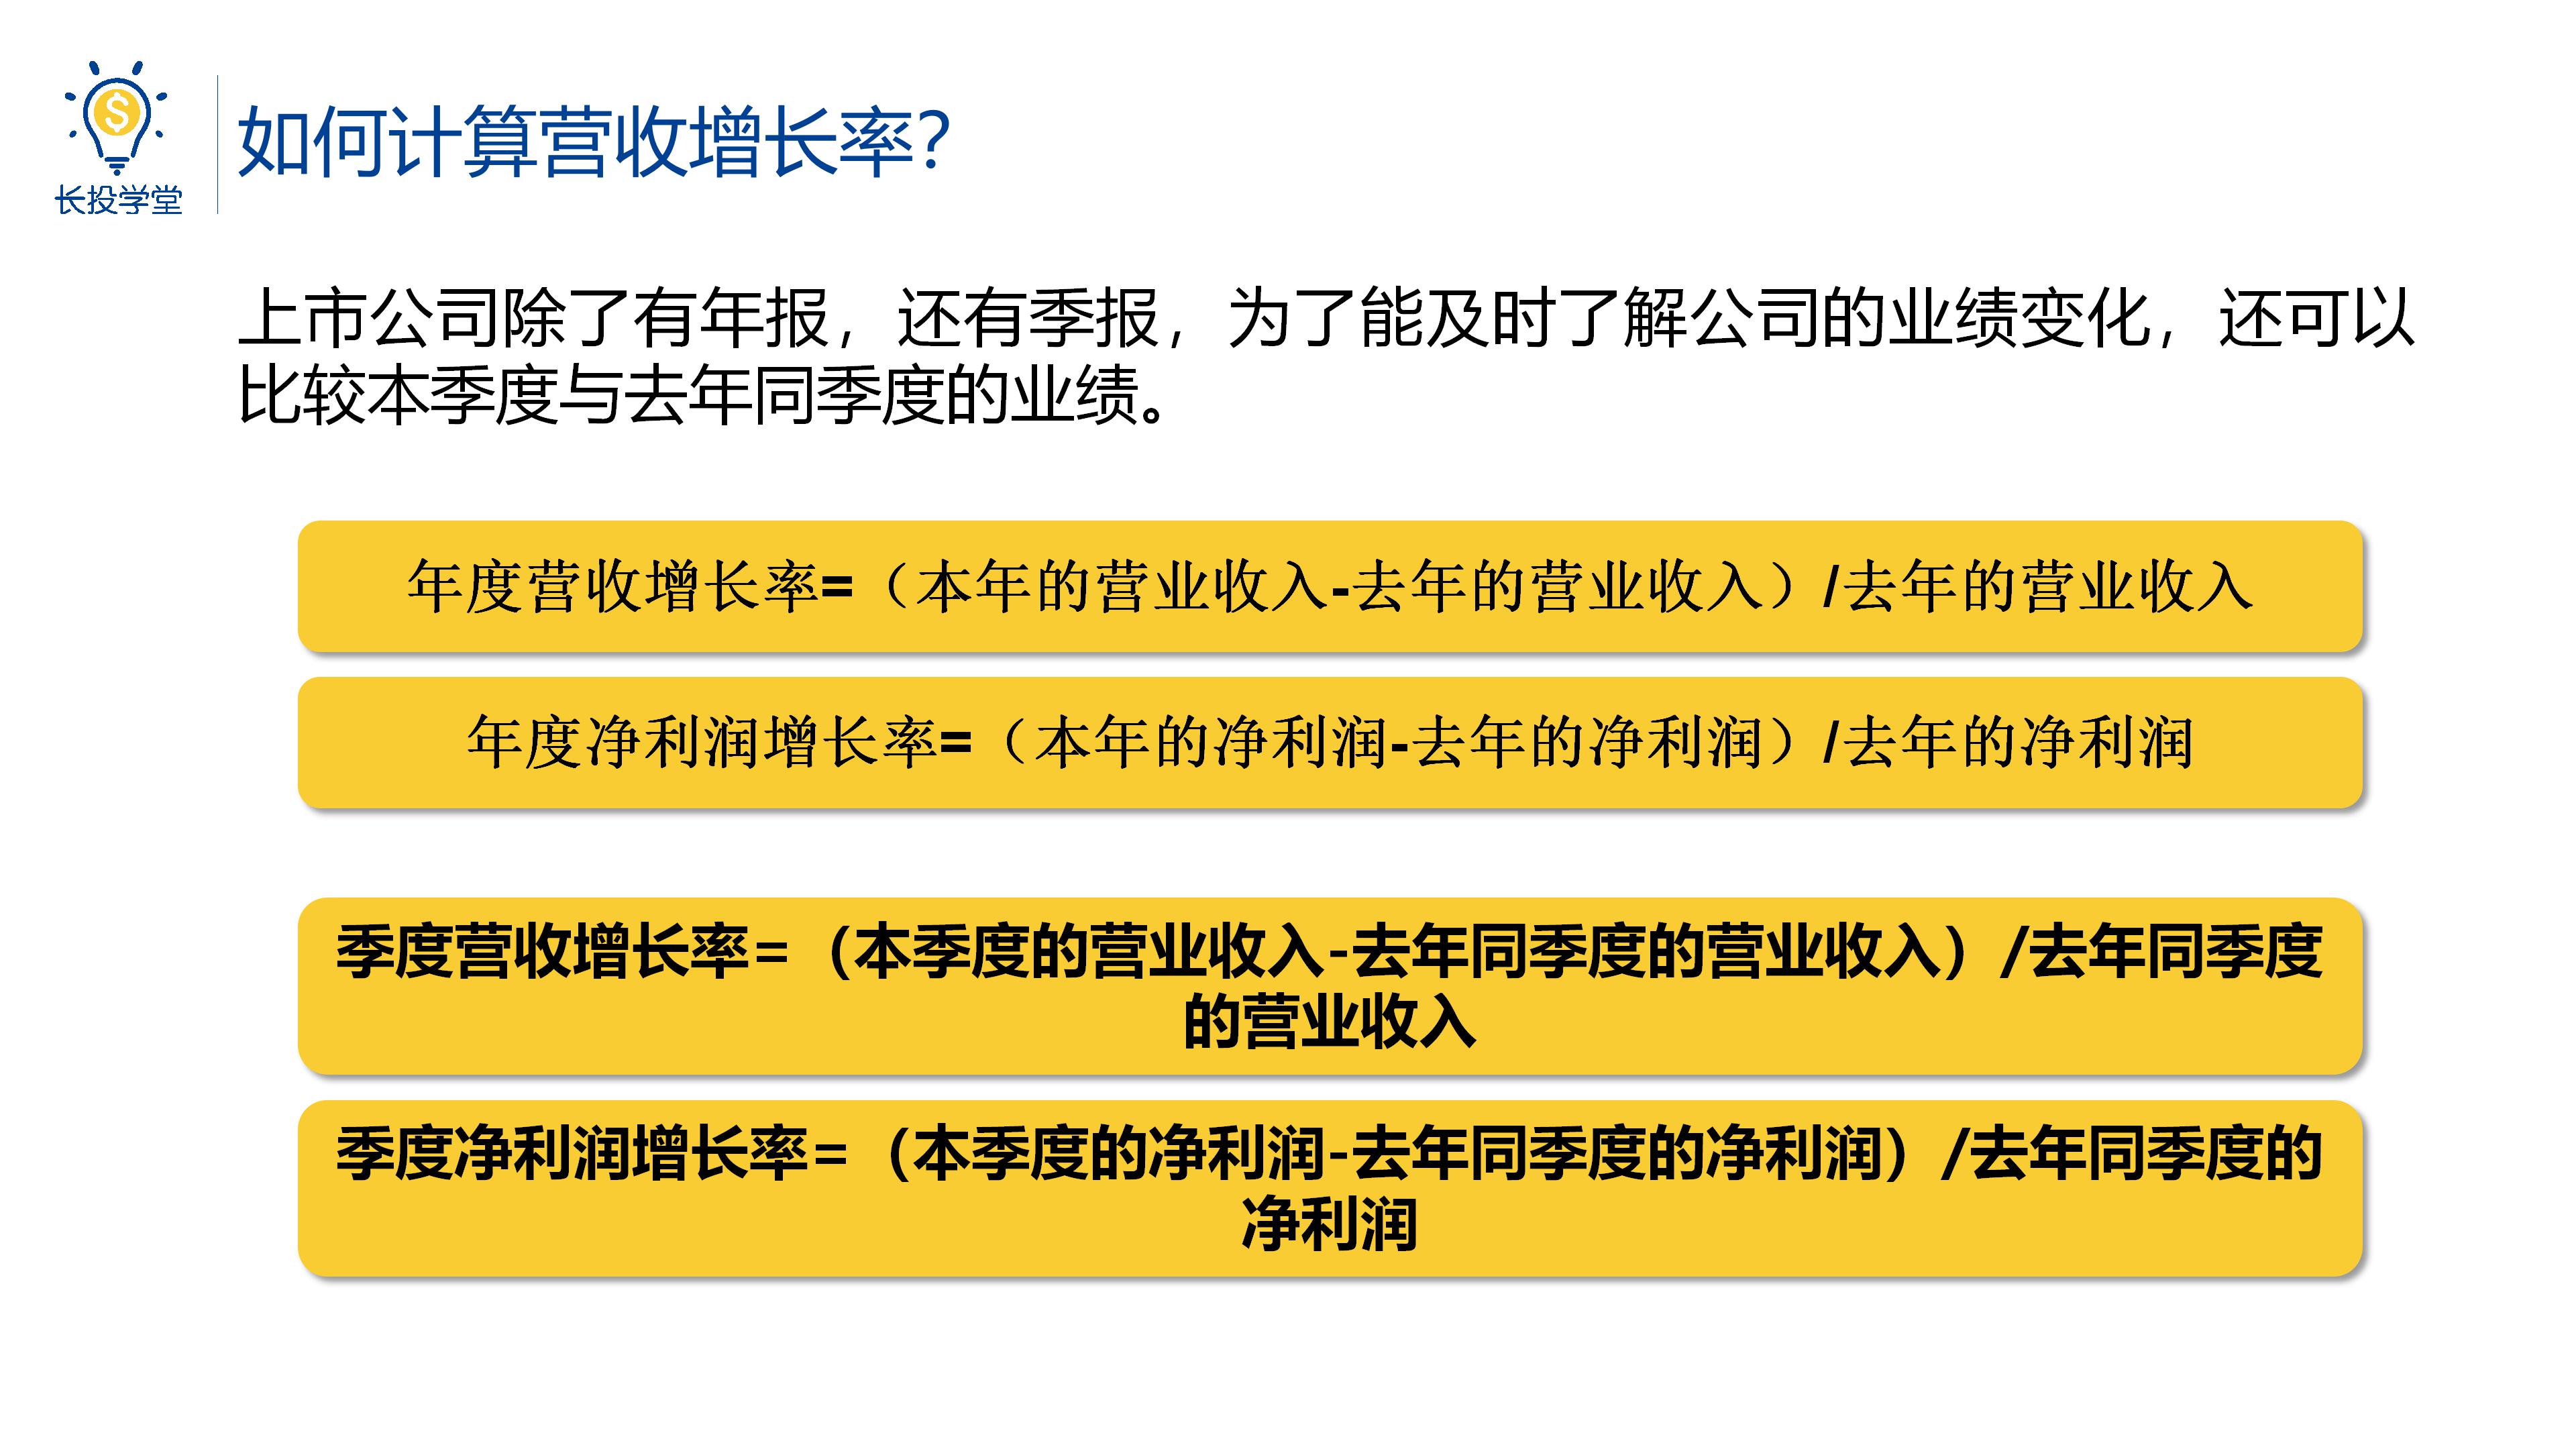 长投学堂
如何计算营收增长率?
上市公司除了有年报，还有季报，为了能及时了解公司的业绩变化，还可以
比较本季度与去年同季度的业绩。
年度营收增长率=（本年的营业收入-去年的营业收入）/去年的营业收入
年度净利润增长率=（本年的净利润-去年的净利润）/去年的净利润
季度营收增长率=（本季度的营业收入-去年同季度的营业收入）/去年同季度
的营业收入
季度净利润增长率=（本季度的净利润-去年同季度的净利润）/去年同季度的
净利润